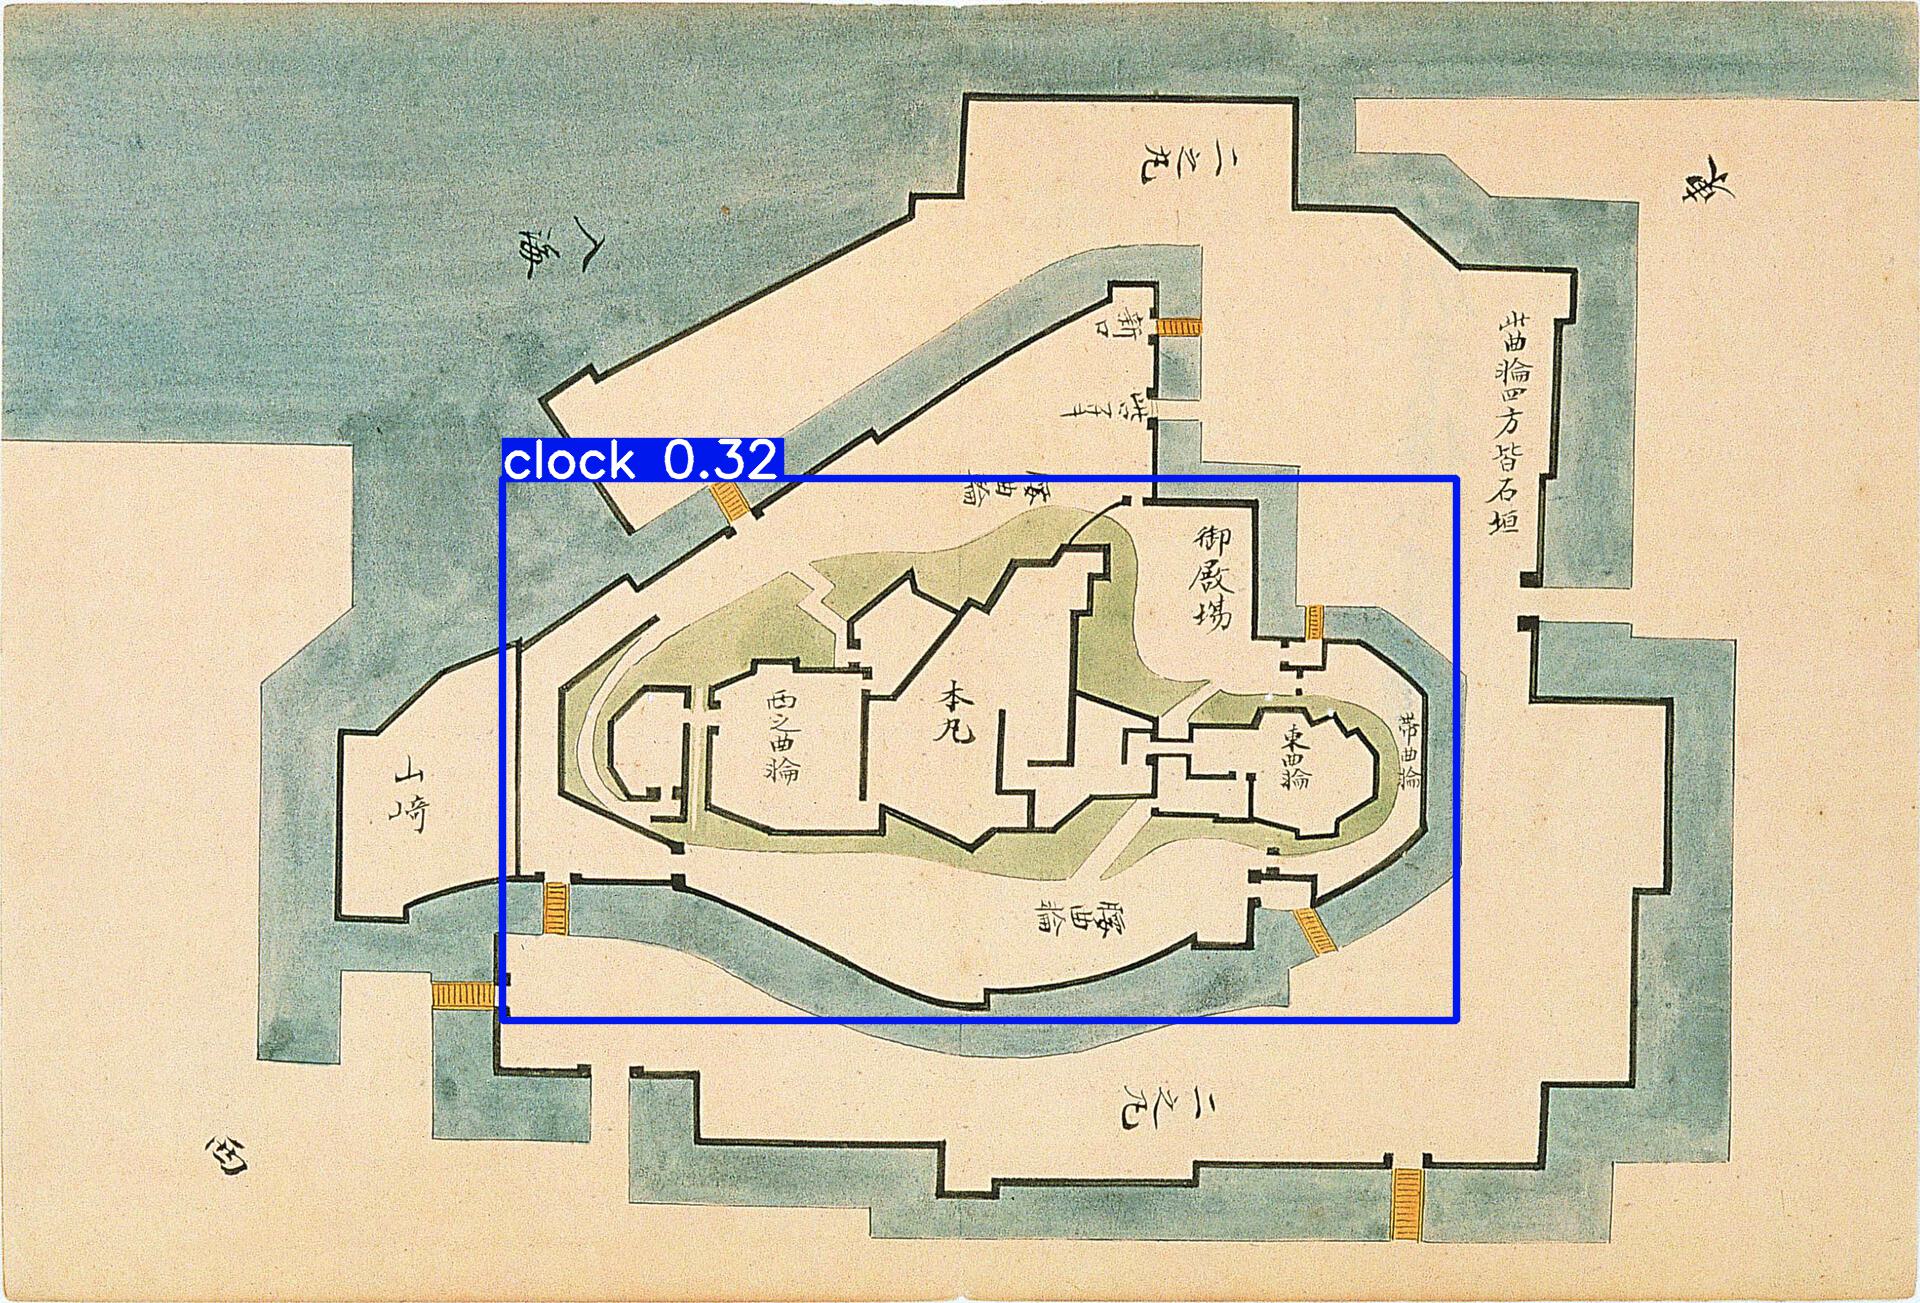 clock 0.32
二之丸
入海
東
新口
此曲輪四方皆石垣
腰曲輪
御殿場
西之曲輪
本丸
東曲輪
帯曲輪
山崎
腰曲輪
二之丸
西